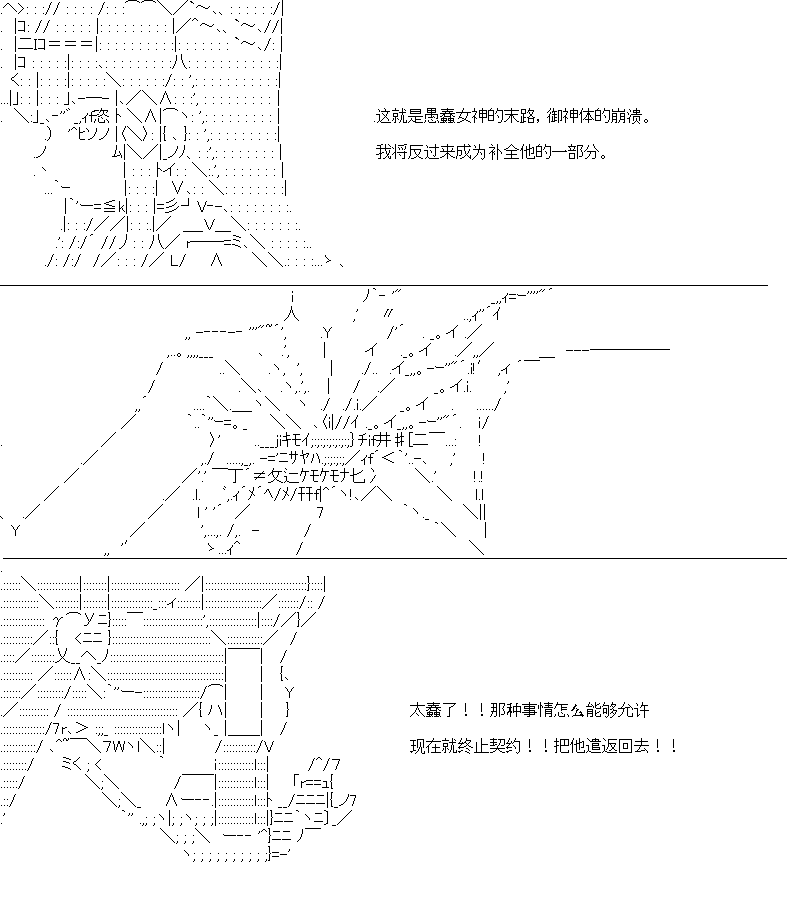 这就是愚蠢女神的末路，御神体的崩溃。
我将反过来成为补全他的一部分。
太蠢了！！那种事情怎么能够允许
现在就终止契约！！把他遣返回去！！